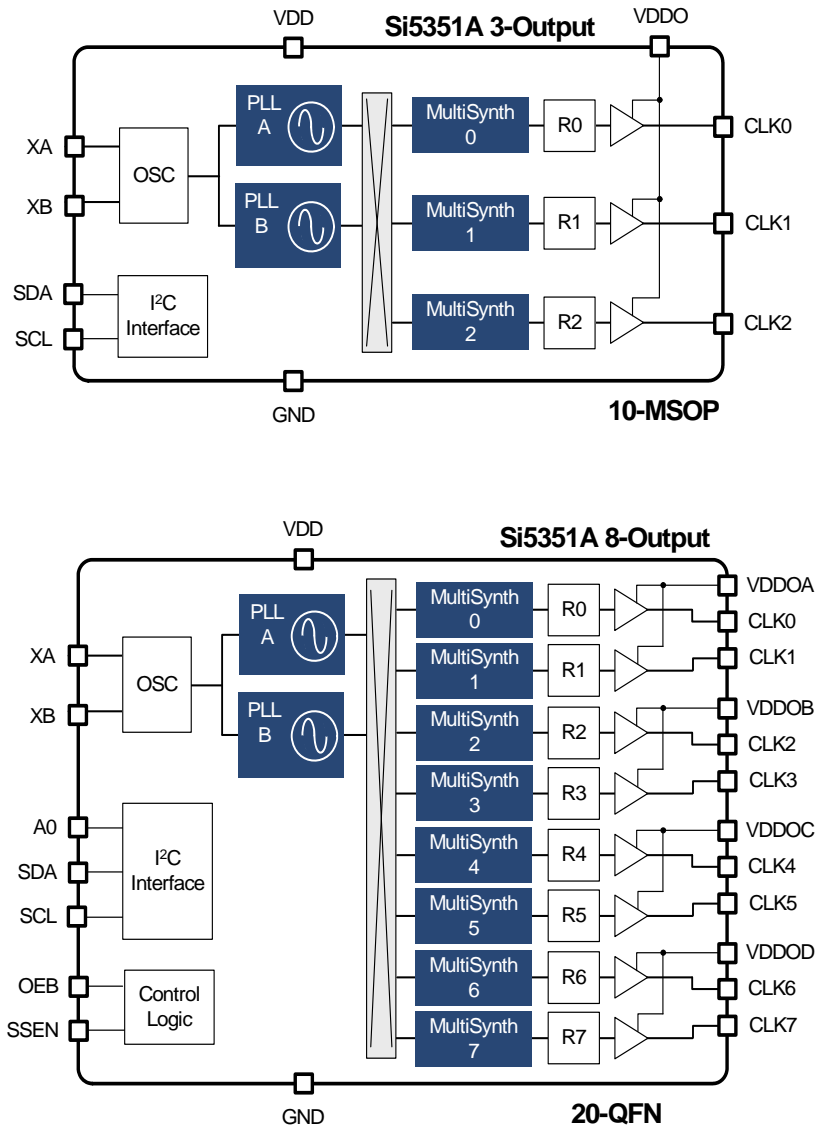 VDD
Si5351A 3-Output
VDDO
PLL
A
MultiSynth
0
R0
CLK0
XA
OSC
XB
PLL
B
MultiSynth
1
R1
CLK1
SDA
I²C
Interface
SCL
MultiSynth
2
R2
CLK2
GND
10-MSOP
VDD
Si5351A 8-Output
VDDOA
PLL
A
MultiSynth
0
R0
CLK0
XA
OSC
XB
MultiSynth
1
R1
CLK1
PLL
B
VDDOB
MultiSynth
2
R2
CLK2
MultiSynth
3
R3
CLK3
A0
I²C
Interface
SDA
SCL
VDDOC
MultiSynth
4
R4
CLK4
MultiSynth
5
R5
CLK5
OEB
Control
Logic
SSEN
VDDOD
MultiSynth
6
R6
CLK6
MultiSynth
7
R7
CLK7
GND
20-QFN